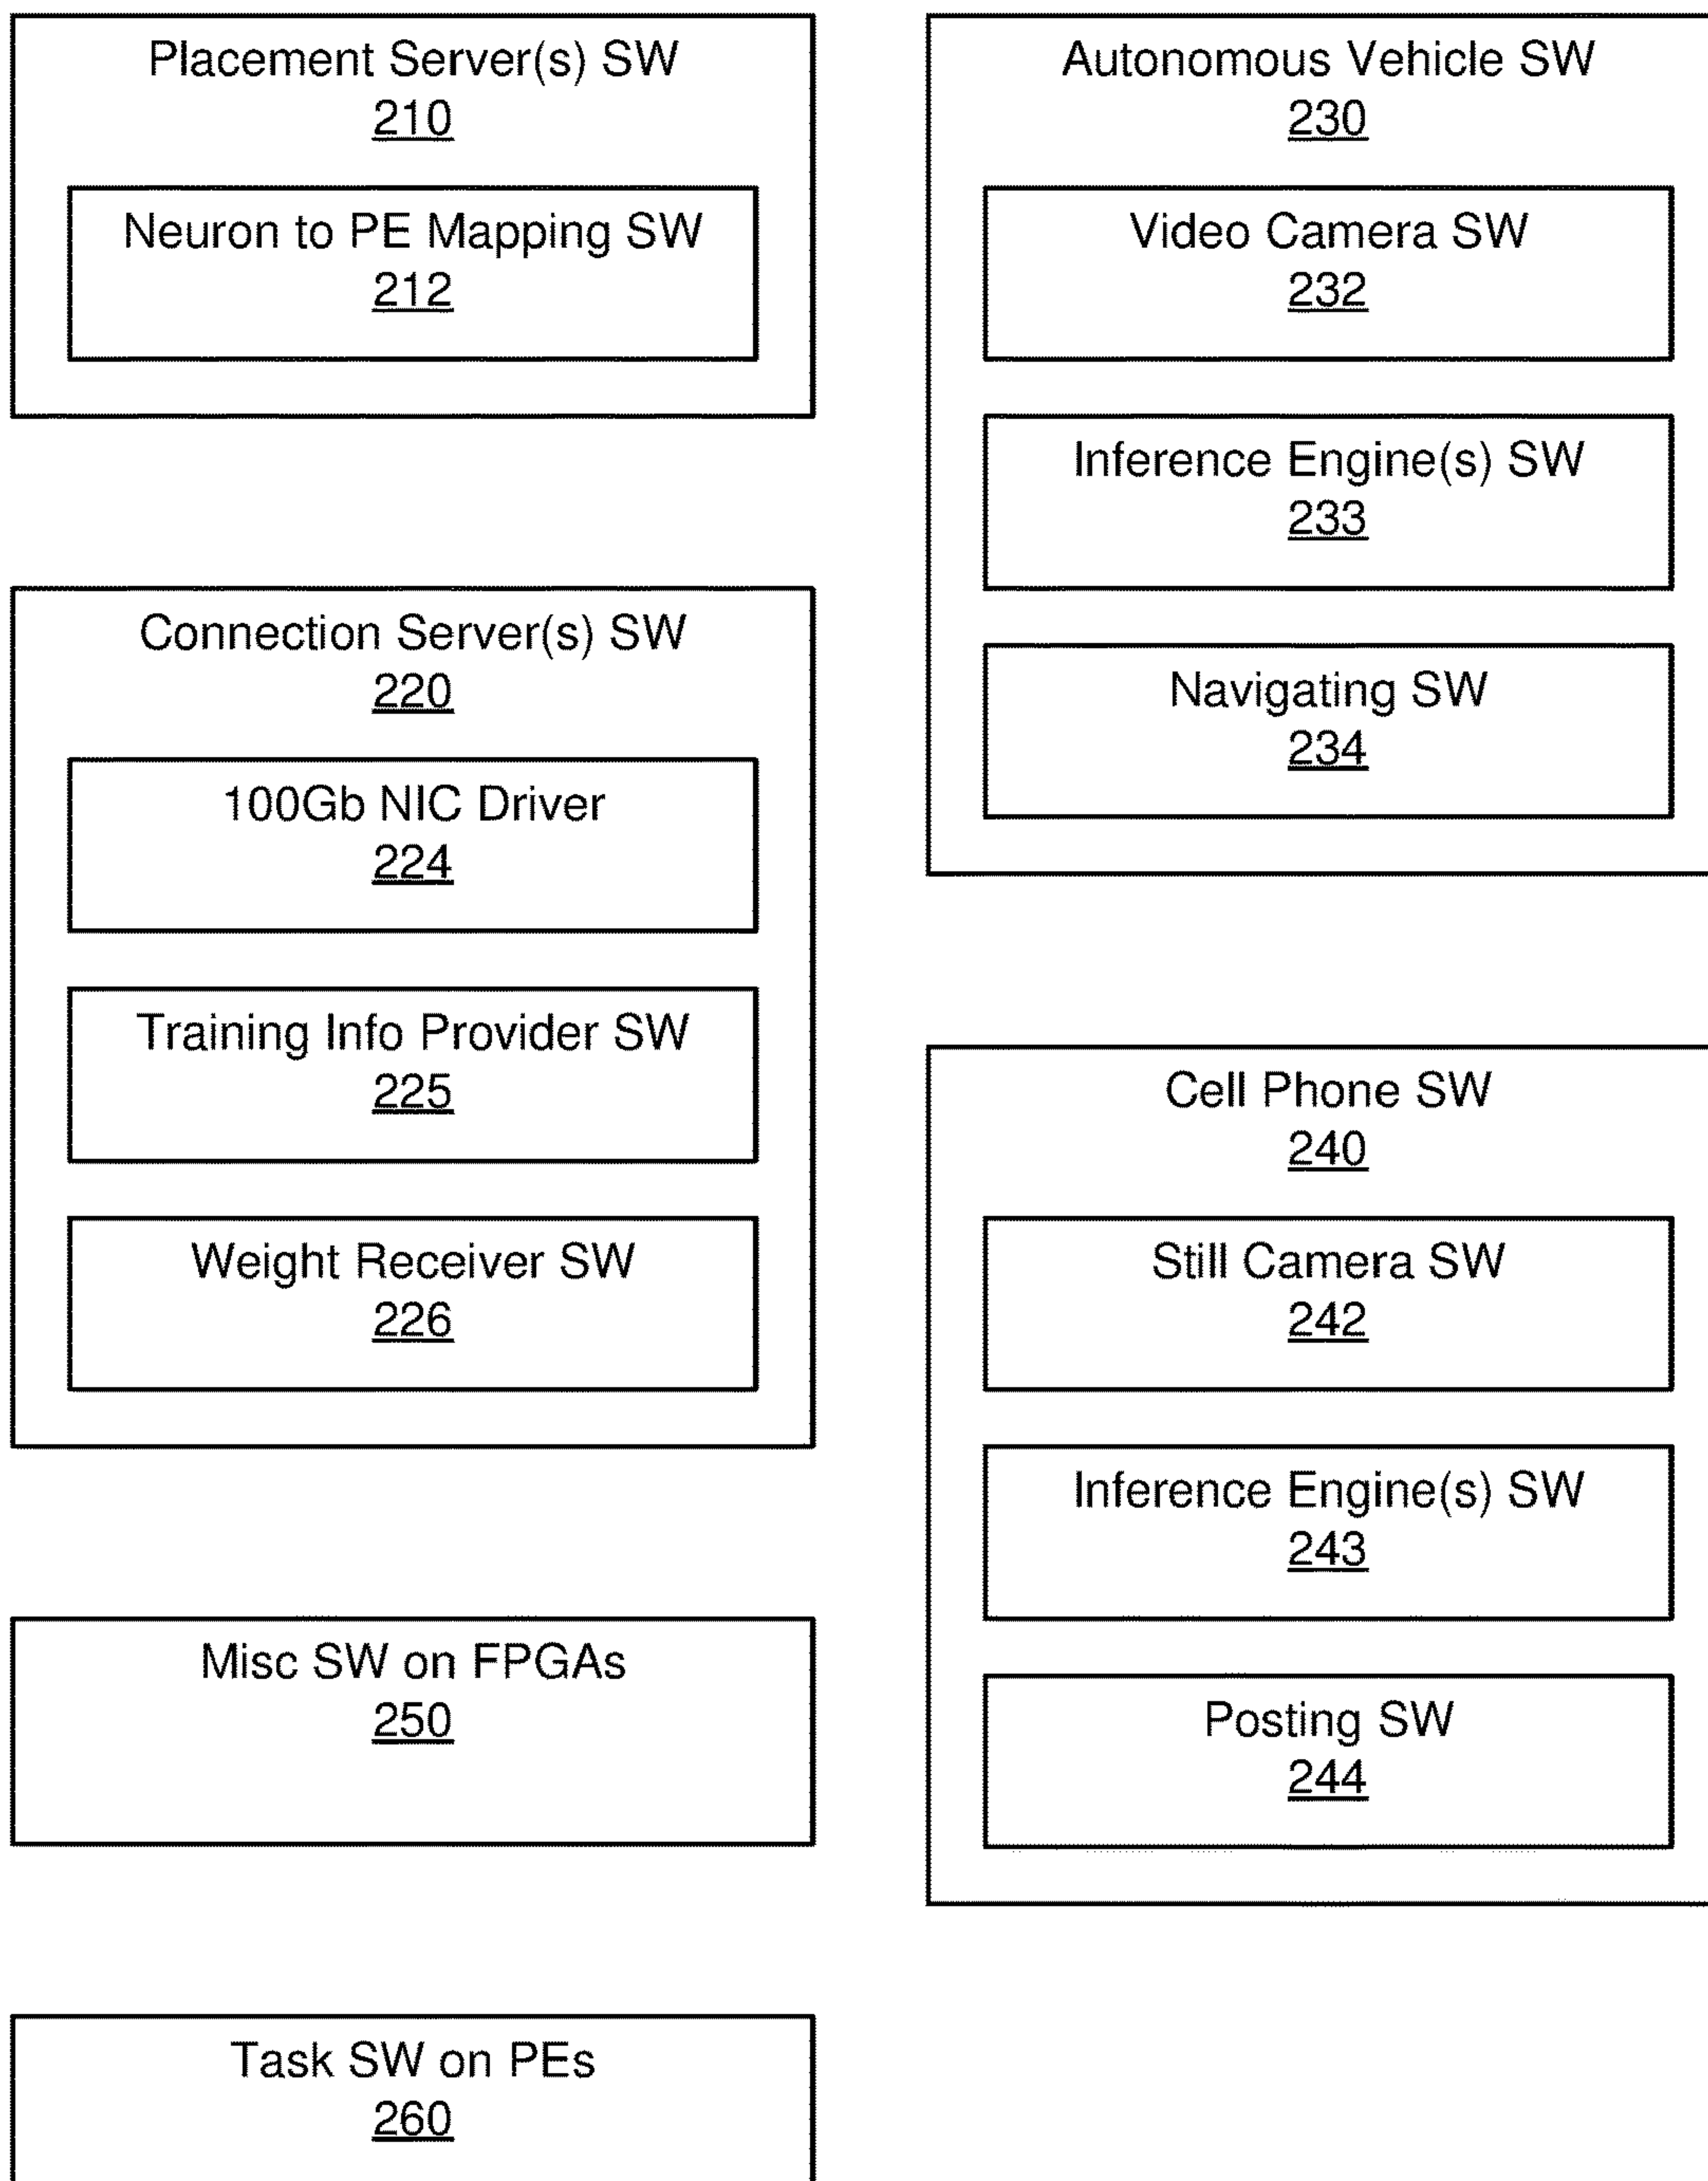 Placement Server(s) SW
210
Neuron to PE Mapping SW
212
Connection Server(s) SW
220
100Gb NIC Driver
224
Training Info Provider SW
225
Weight Receiver SW
226
Misc SW on FPGAs
250
Task SW on PEs
260
Autonomous Vehicle SW
230
Video Camera SW
232
Inference Engine(s) SW
233
Navigating SW
234
Cell Phone SW
240
Still Camera SW
242
Inference Engine(s) SW
243
Posting SW
244